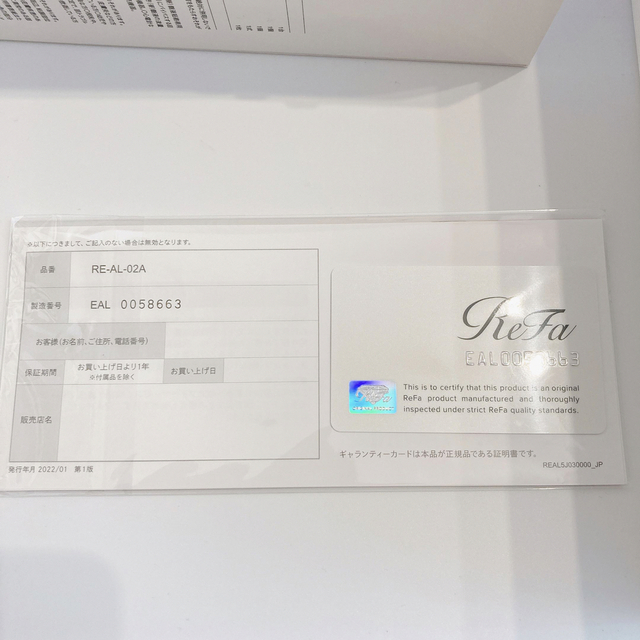 ※以下につきまして、ご記入のない場合は無効となります。
品番 RE-AL-02A
製造番号 EAL 0058663
お客様(お名前、ご住所、電話番号)
保証期間 お買い上げ日より1年 お買い上げ日
※付属品を除く
販売店名
発行年月 2022/01 第1版
ReFa
EAL0058663
This is to certify that this product is an original
ReFa product manufactured and thoroughly
inspected under strict ReFa quality standards.
ギャランティーカードは本品が正規品である証明書です。
REAL5J030000_JP